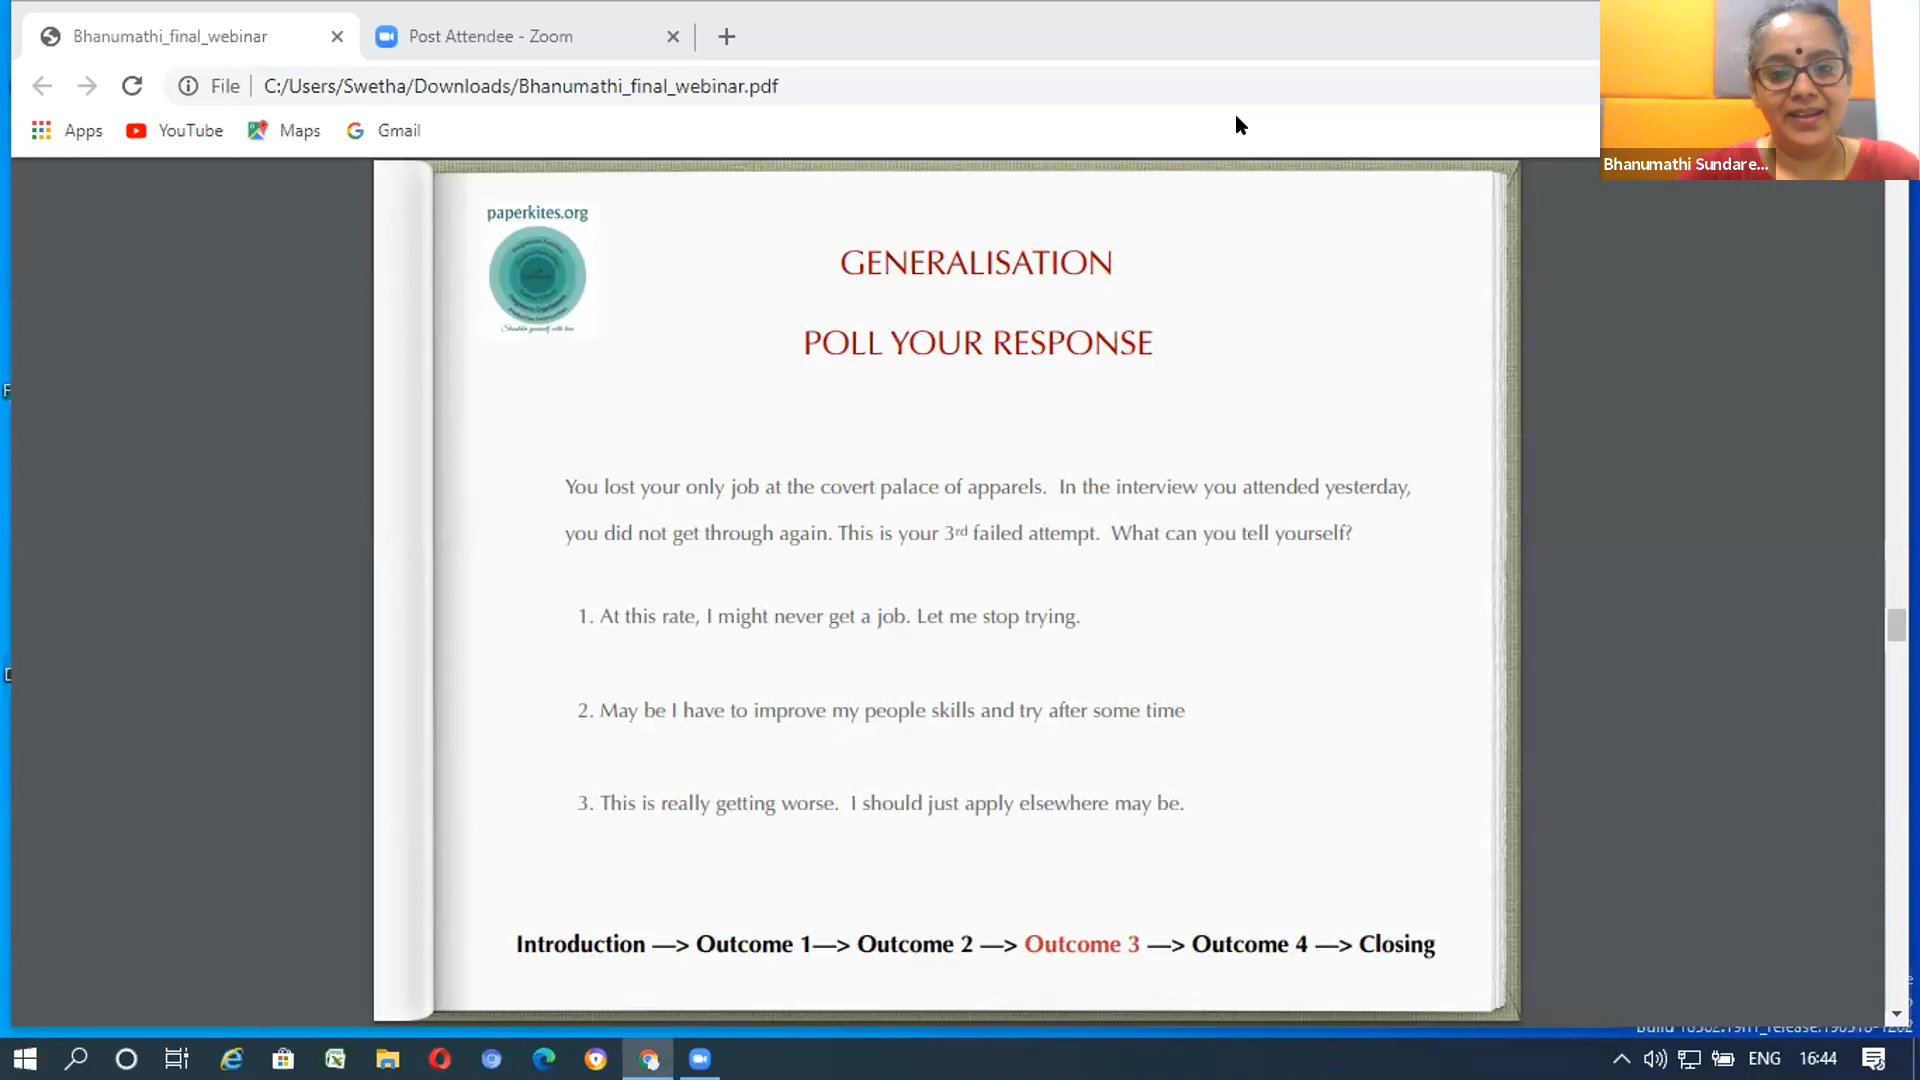 Bhanumathi_final_webinar
Post Attendee - Zoom
File
C:/Users/Swetha/Downloads/Bhanumathi_final_webinar.pdf
Apps
YouTube
Maps
Gmail
Bhanumathi Sundare...
paperkites.org
GENERALISATION
POLL YOUR RESPONSE
You lost your only job at the covert palace of apparels. In the interview you attended yesterday,
you did not get through again. This is your 3rd failed attempt. What can you tell yourself?
1. At this rate, I might never get a job. Let me stop trying.
2. May be I have to improve my people skills and try after some time
3. This is really getting worse. I should just apply elsewhere may be.
Introduction —> Outcome 1—> Outcome 2 —> Outcome 3 —> Outcome 4 —> Closing
ENG
16:44